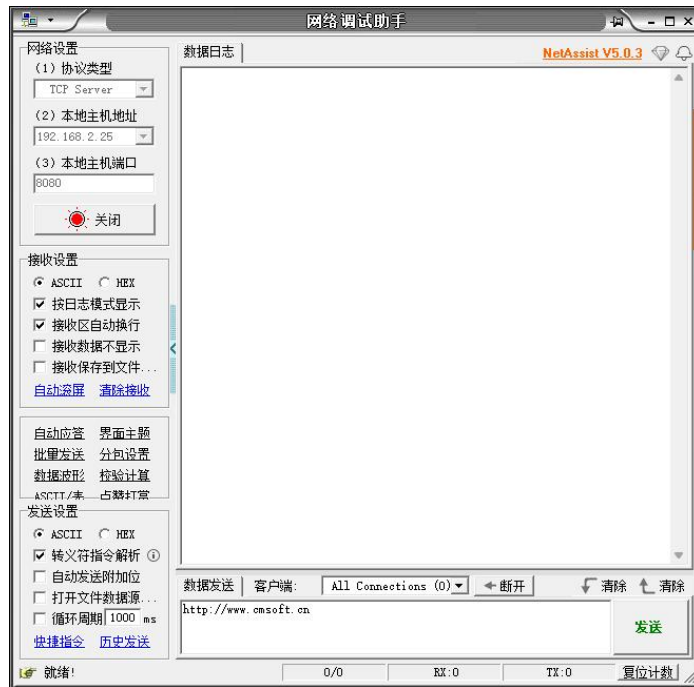 网络调试助手
网络设置
(1) 协议类型
TCP Server
(2) 本地主机地址
192.168.2.25
(3) 本地主机端口
8080
关闭
接收设置
ASCII HEX
按日志模式显示
接收区自动换行
接收数据不显示
接收保存到文件...
自动滚屏 清除接收
自动应答 界面主题
批量发送 分包设置
数据波形 校验计算
ASCII/表 点赞打赏
发送设置
ASCII HEX
转义符指令解析
自动发送附加位
打开文件数据源...
循环周期 1000 ms
快捷指令 历史发送
数据日志 NetAssist V5.0.3
数据发送 客户端: All Connections (0) 断开 清除 清除
http://www.cmsoft.cn
发送
就绪! 0/0 RX:0 TX:0 复位计数